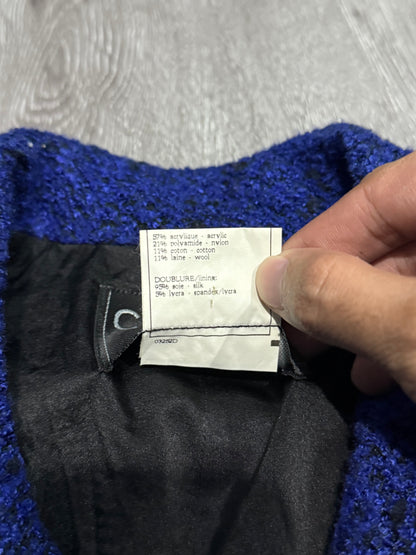 57% acrylique - acrylic
21% polyamide - nylon
11% coton - cotton
11% laine - wool
DOUBLURE/lining:
95% soie - silk
5% lycra - spandex/lycra
C